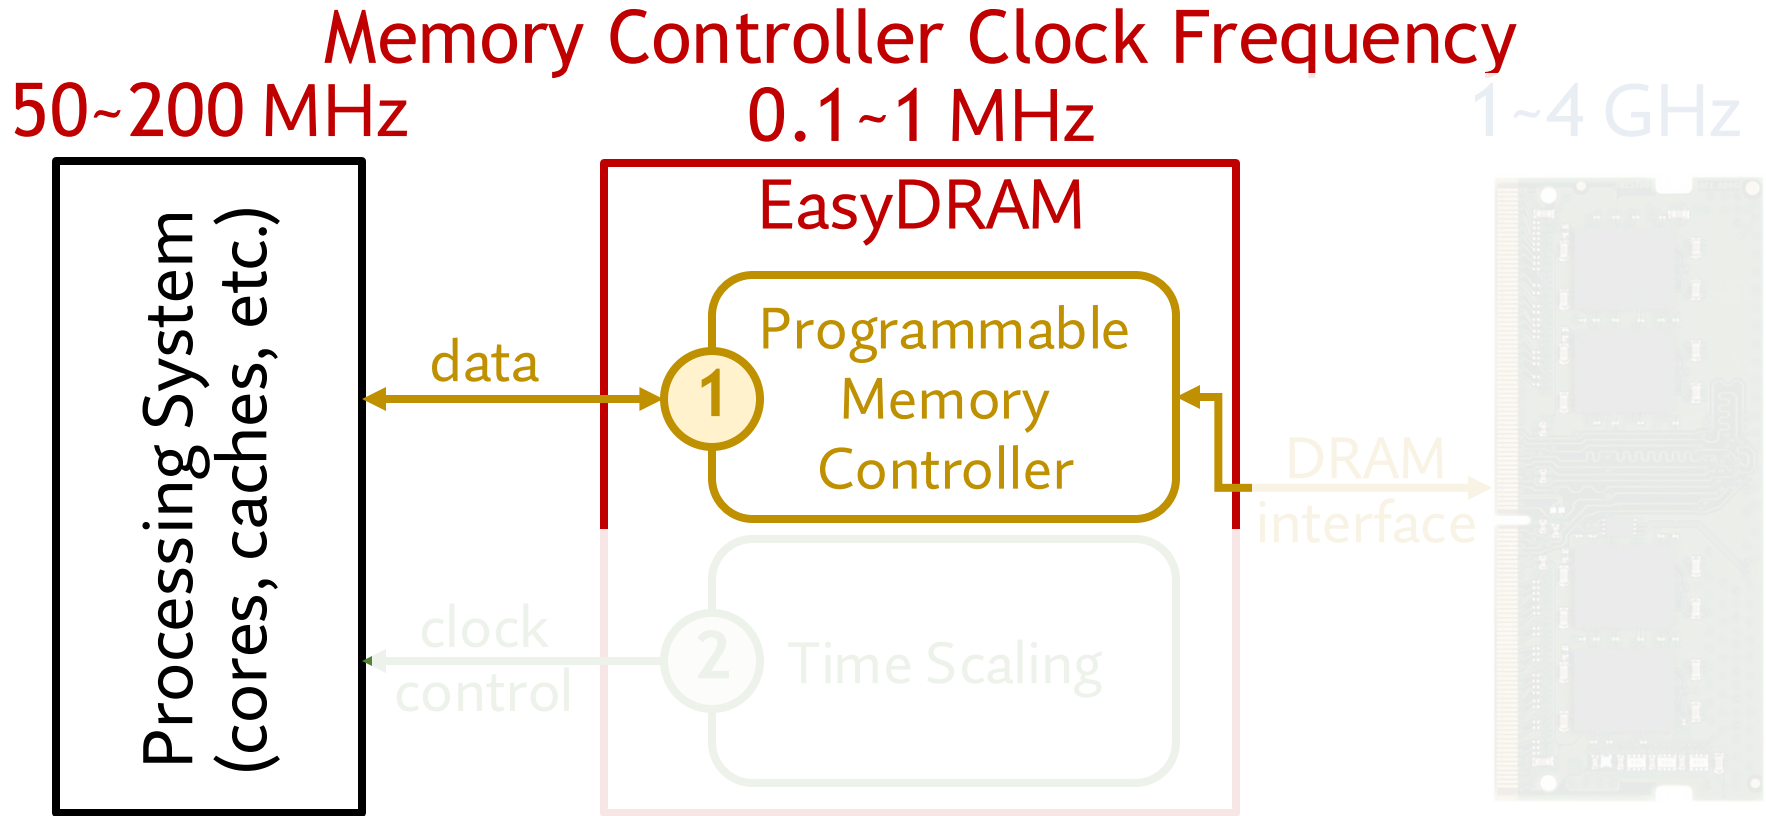 Memory Controller Clock Frequency
50~200 MHz
0.1~1 MHz
1~4 GHz
Processing System
(cores, caches, etc.)
EasyDRAM
data
1
Programmable
Memory
Controller
DRAM
interface
clock
control
2
Time Scaling